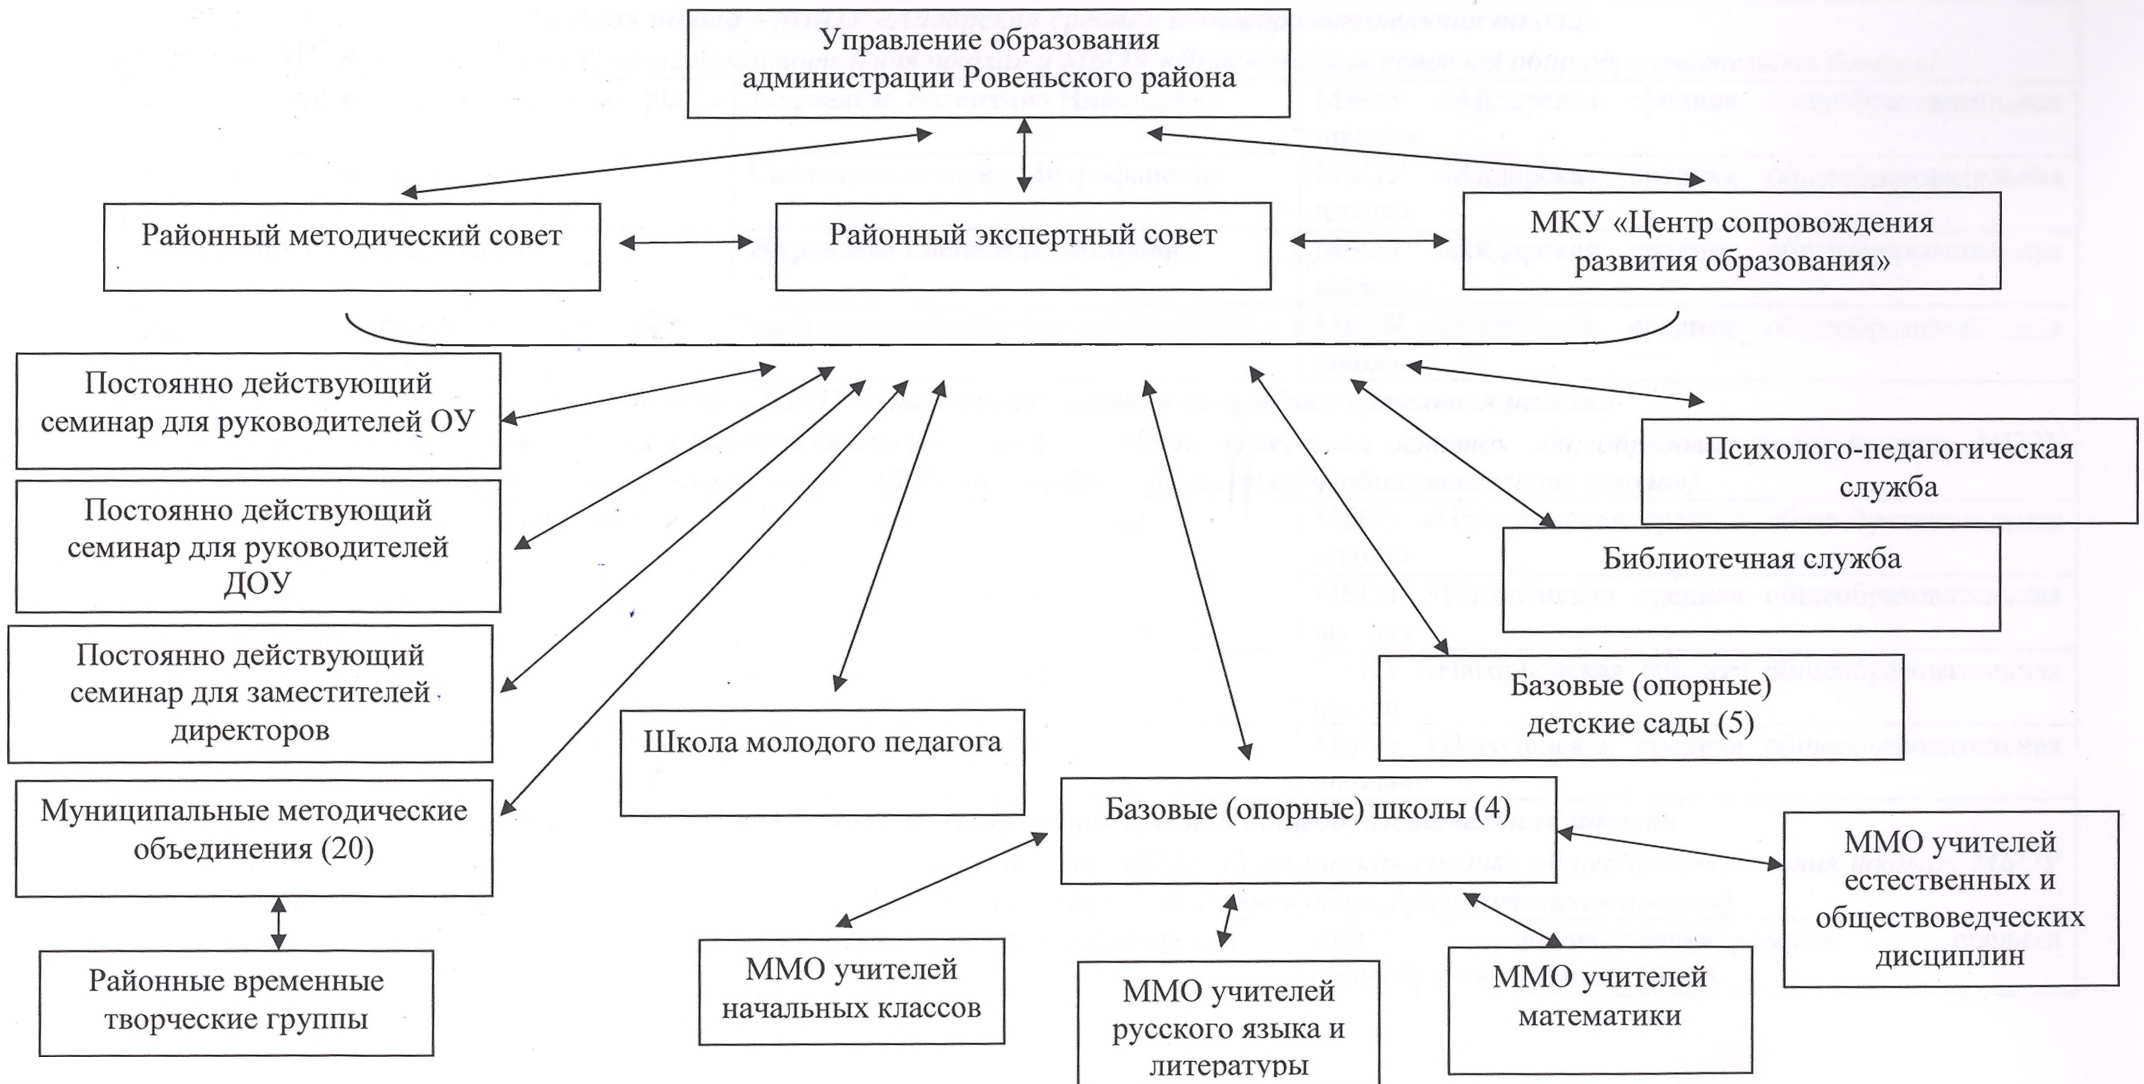 Управление образования
администрации Ровеньского района
Районный методический совет
Районный экспертный совет
МКУ «Центр сопровождения
развития образования»
Постоянно действующий
семинар для руководителей ОУ
Постоянно действующий
семинар для руководителей
ДОУ
Постоянно действующий
семинар для заместителей
директоров
Муниципальные методические
объединения (20)
Районные временные
творческие группы
Школа молодого педагога
Психолого-педагогическая
служба
Библиотечная служба
Базовые (опорные)
детские сады (5)
Базовые (опорные) школы (4)
ММО учителей
начальных классов
ММО учителей
русского языка и
литературы
ММО учителей
математики
ММО учителей
естественных и
обществоведческих
дисциплин